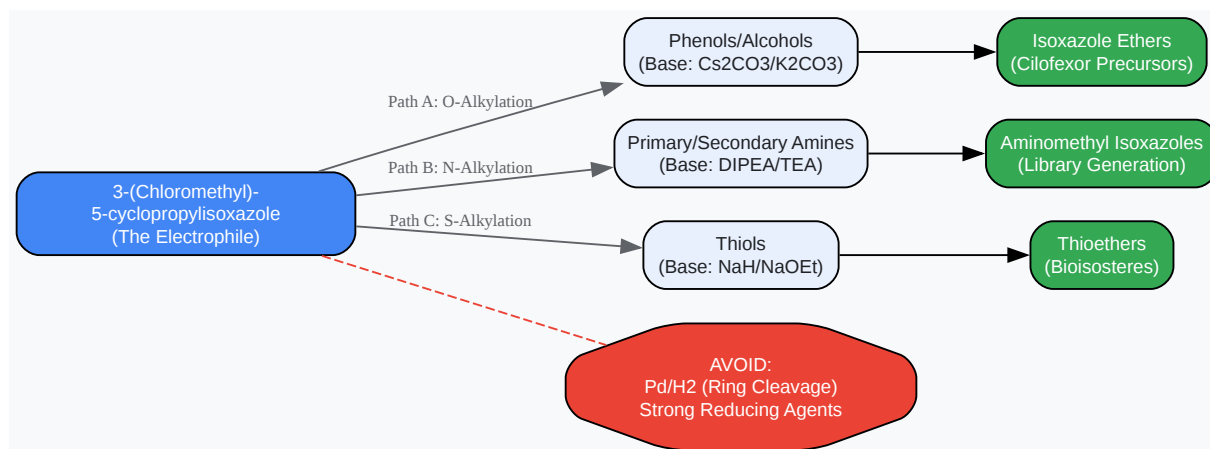 Phenols/Alcohols
(Base: Cs2CO3/K2CO3)
Isoxazole Ethers
(Cilofexor Precursors)
Path A: O-Alkylation
Primary/Secondary Amines
(Base: DIPEA/TEA)
Aminomethyl Isoxazoles
(Library Generation)
Path B: N-Alkylation
3-(Chloromethyl)-
5-cyclopropylisoxazole
(The Electrophile)
Path C: S-Alkylation
Thiols
(Base: NaH/NaOEt)
Thioethers
(Bioisosteres)
AVOID:
Pd/H2 (Ring Cleavage)
Strong Reducing Agents